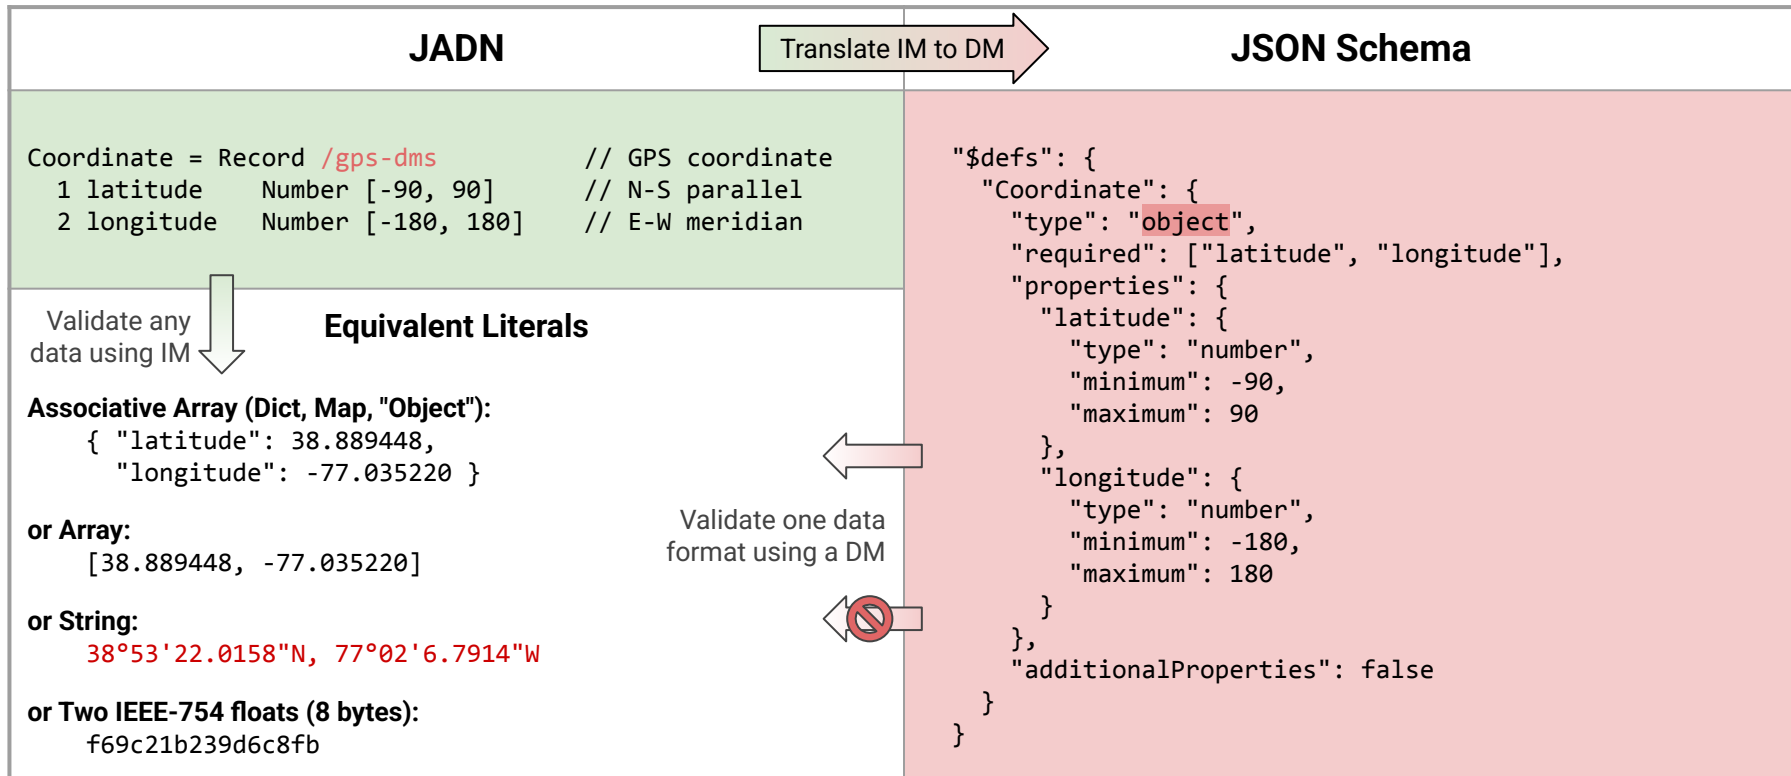 JADN
Translate IM to DM
JSON Schema
Coordinate = Record /gps-dms // GPS coordinate
1 latitude Number [-90, 90] // N-S parallel
2 longitude Number [-180, 180] // E-W meridian
Validate any
data using IM
Equivalent Literals
Associative Array (Dict, Map, "Object"):
{ "latitude": 38.889448,
"longitude": -77.035220 }
or Array:
[38.889448, -77.035220]
or String:
38°53'22.0158"N, 77°02'6.7914"W
or Two IEEE-754 floats (8 bytes):
f69c21b239d6c8fb
Validate one data
format using a DM
"$defs": {
"Coordinate": {
"type": "object",
"required": ["latitude", "longitude"],
"properties": {
"latitude": {
"type": "number",
"minimum": -90,
"maximum": 90
},
"longitude": {
"type": "number",
"minimum": -180,
"maximum": 180
}
},
"additionalProperties": false
}
}